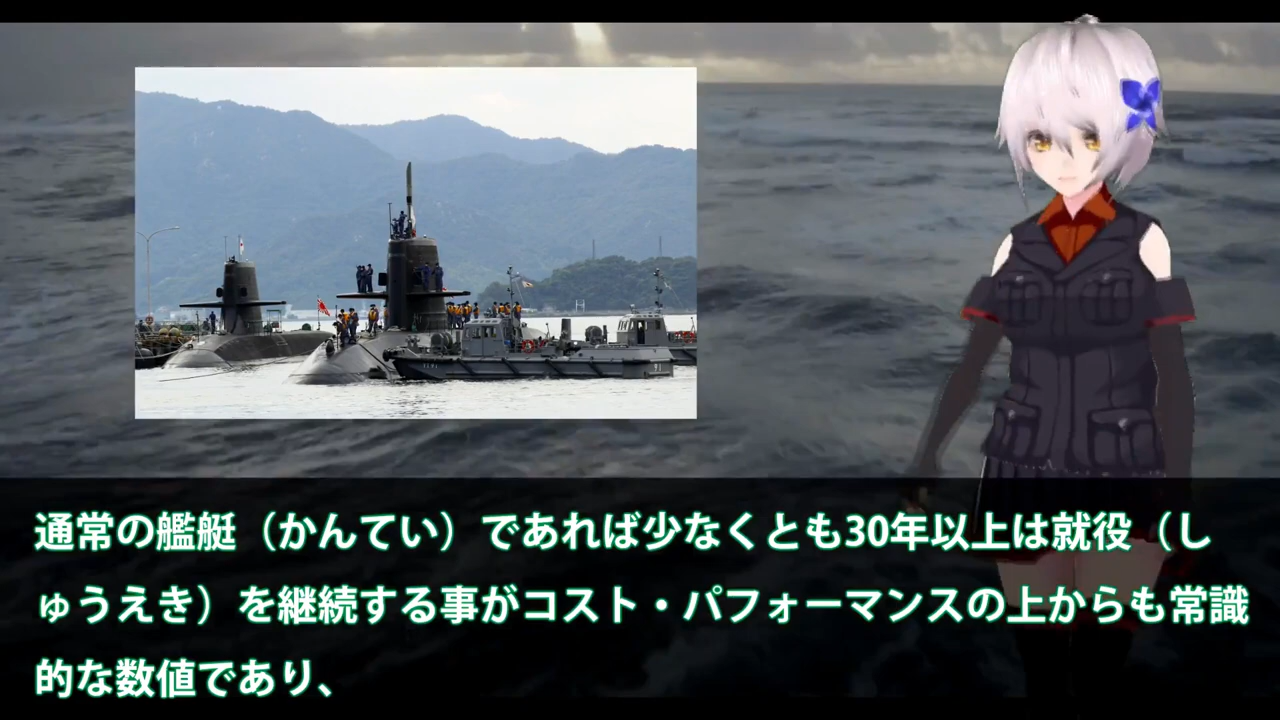 通常の艦艇（かんてい）であれば少なくとも30年以上は就役（し
ゅうえき）を継続する事がコスト・パフォーマンスの上からも常識
的な数値であり、